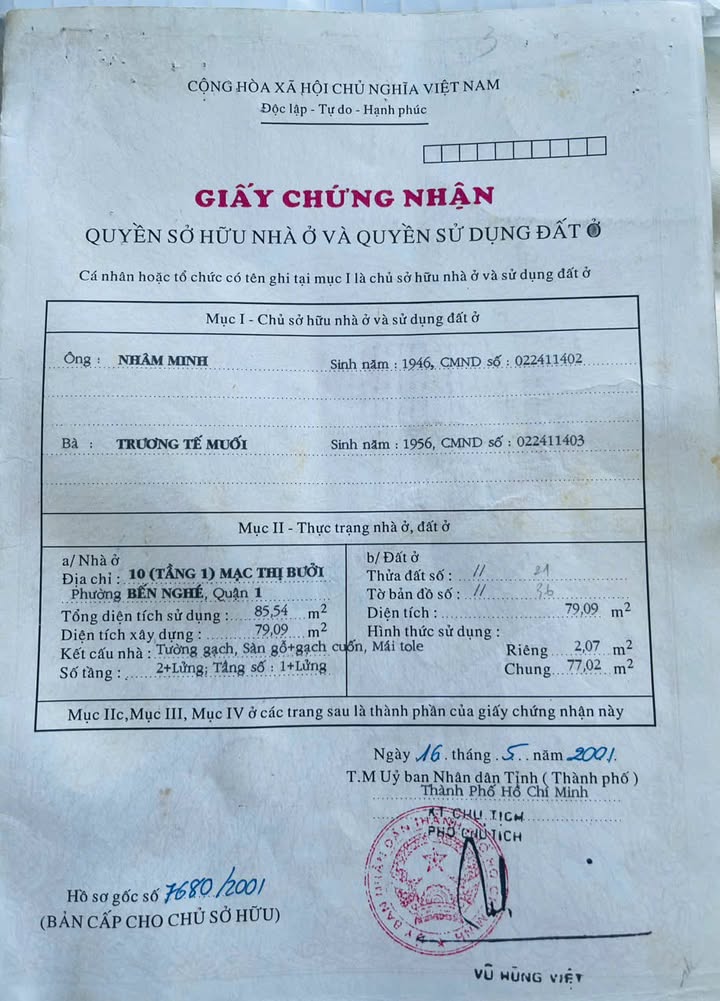 3
CỘNG HÒA XÃ HỘI CHỦ NGHĨA VIỆT NAM
Độc lập - Tự do - Hạnh phúc
GIẤY CHỨNG NHẬN
QUYỀN SỞ HỮU NHÀ Ở VÀ QUYỀN SỬ DỤNG ĐẤT Ở
Cá nhân hoặc tổ chức có tên ghi tại mục I là chủ sở hữu nhà ở và sử dụng đất ở
Mục I - Chủ sở hữu nhà ở và sử dụng đất ở
Ông : NHÂM MINH Sinh năm : 1946, CMND số : 022411402
Bà : TRƯƠNG TẾ MUỐI Sinh năm : 1956, CMND số : 022411403
Mục II - Thực trạng nhà ở, đất ở
a/ Nhà ở
Địa chỉ : 10 (TẦNG 1) MẠC THỊ BƯỞI
Phường BẾN NGHÉ, Quận 1
Tổng diện tích sử dụng : 85,54 m2
Diện tích xây dựng : 79,09 m2
Kết cấu nhà : Tường gạch, Sàn gỗ+gạch cuốn, Mái tole
Số tầng : 2+Lửng; Tầng số : 1+Lửng
b/ Đất ở
Thửa đất số : // 21
Tờ bản đồ số : // 36
Diện tích : 79,09 m2
Hình thức sử dụng :
Riêng 2,07 m2
Chung 77,02 m2
Mục IIc,Mục III, Mục IV ở các trang sau là thành phần của giấy chứng nhận này
Ngày 16 tháng 5 năm 2001
T.M Uỷ ban Nhân dân Tỉnh ( Thành phố )
Thành Phố Hồ Chí Minh
KT CHỦ TỊCH
PHÓ CHỦ TỊCH
Hồ sơ gốc số 7680/2001
(BẢN CẤP CHO CHỦ SỞ HỮU)
VŨ HÙNG VIỆT